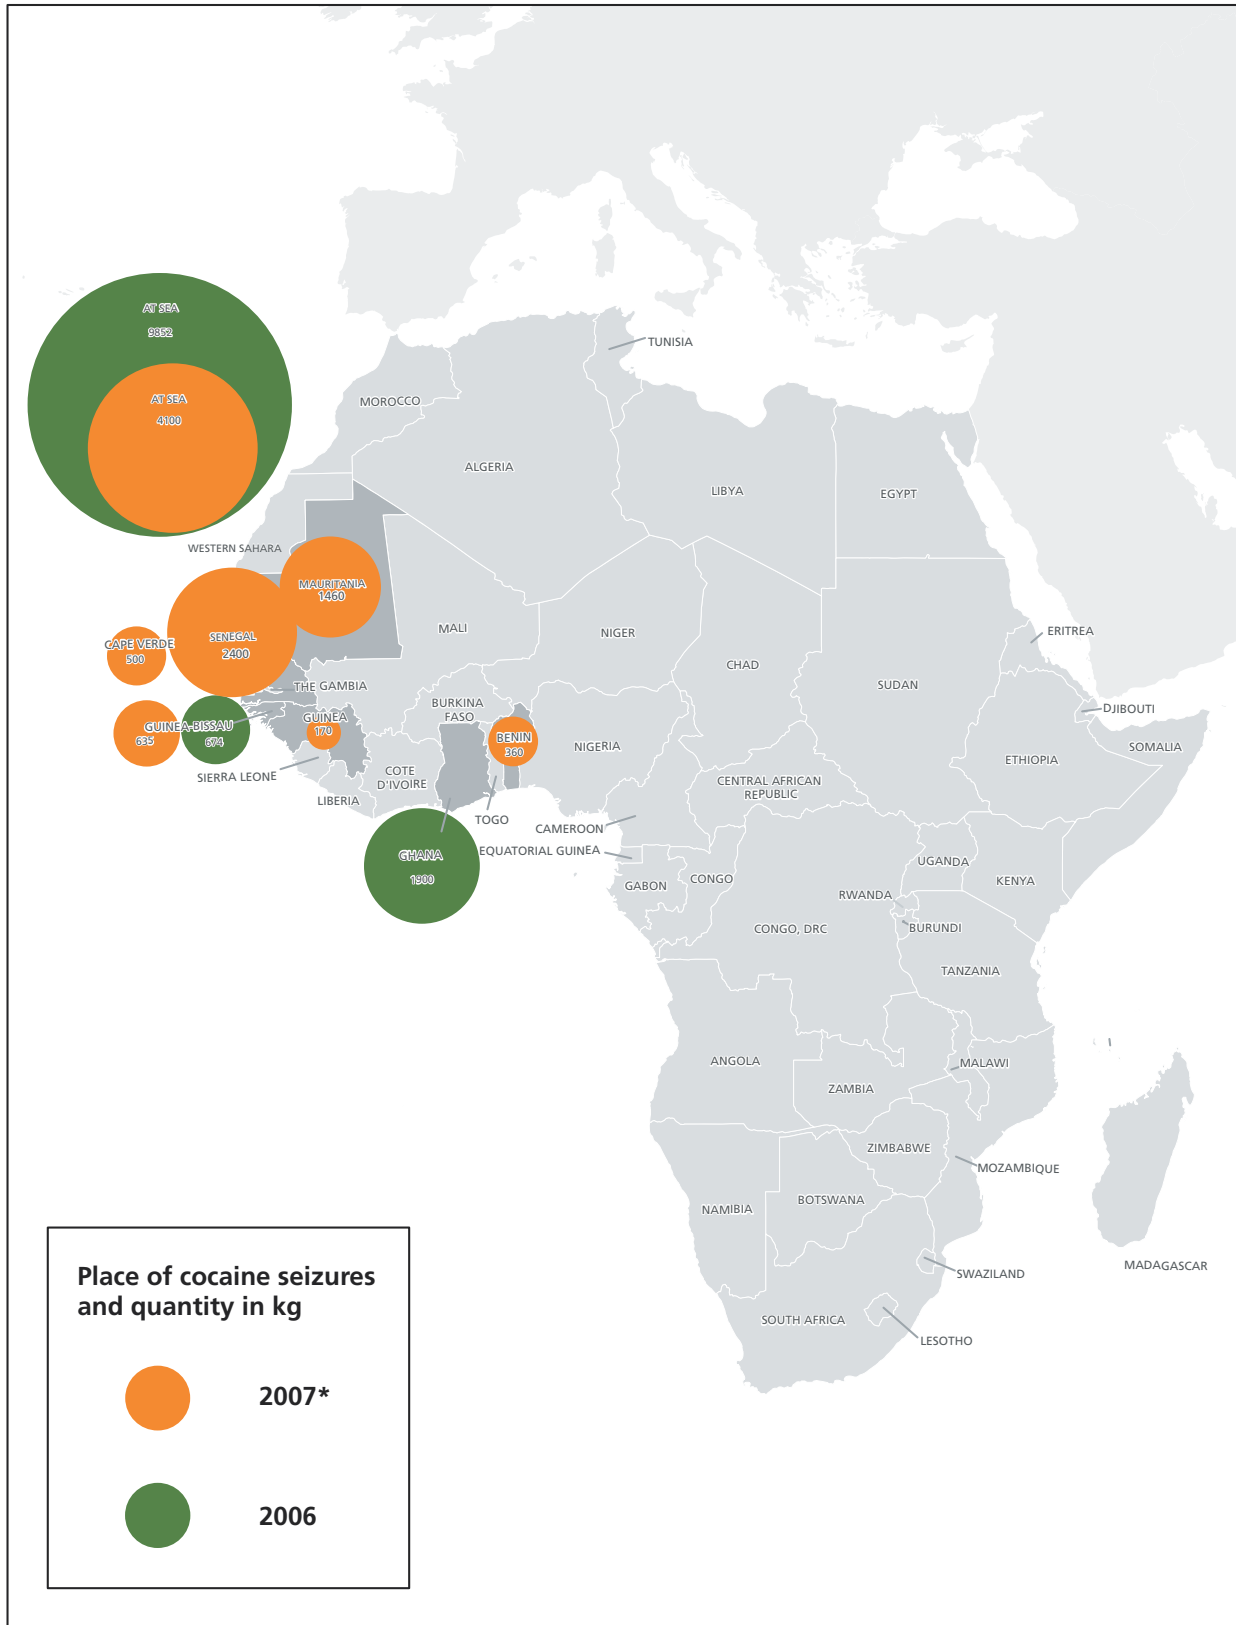 AT SEA
9852
AT SEA
4100
TUNISIA
MOROCCO
ALGERIA
LIBYA
EGYPT
WESTERN SAHARA
MAURITANIA
1460
SENEGAL
2400
CAPE VERDE
500
MALI
NIGER
CHAD
SUDAN
ERITREA
THE GAMBIA
DJIBOUTI
BURKINA
FASO
GUINEA
170
GUINEA-BISSAU
635
674
BENIN
360
NIGERIA
SOMALIA
ETHIOPIA
SIERRA LEONE
COTE
D'IVOIRE
CENTRAL AFRICAN
REPUBLIC
LIBERIA
TOGO
CAMEROON
GHANA
1900
EQUATORIAL GUINEA
UGANDA
GABON
CONGO
KENYA
RWANDA
CONGO, DRC
BURUNDI
TANZANIA
ANGOLA
MALAWI
ZAMBIA
ZIMBABWE
MOZAMBIQUE
BOTSWANA
NAMIBIA
MADAGASCAR
SWAZILAND
SOUTH AFRICA
LESOTHO
Place of cocaine seizures
and quantity in kg
2007*
2006